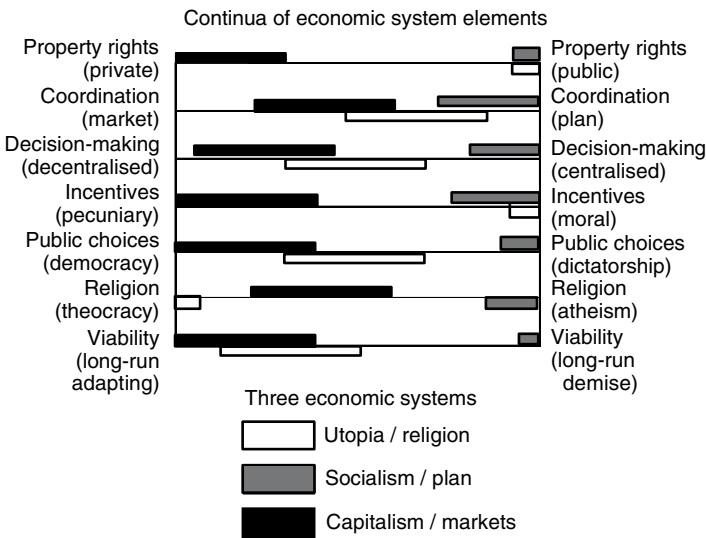 Continua of economic system elements
Property rights
(private)
Property rights
(public)
Coordination
(market)
Coordination
(plan)
Decision-making
(decentralised)
Decision-making
(centralised)
Incentives
(pecuniary)
Incentives
(moral)
Public choices
(democracy)
Public choices
(dictatorship)
Religion
(theocracy)
Religion
(atheism)
Viability
(long-run
adapting)
Viability
(long-run
demise)
Three economic systems
Utopia / religion
Socialism / plan
Capitalism / markets